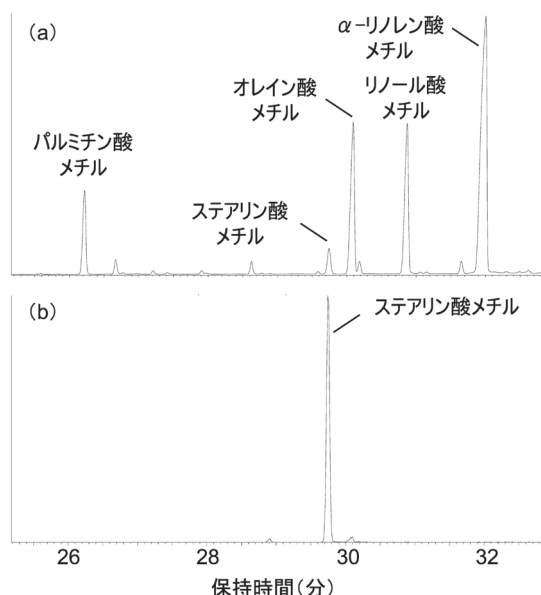 (a)
α-リノレン酸
メチル
オレイン酸
メチル
リノール酸
メチル
パルミチン酸
メチル
ステアリン酸
メチル
(b)
ステアリン酸メチル
26 28 30 32
保持時間(分)